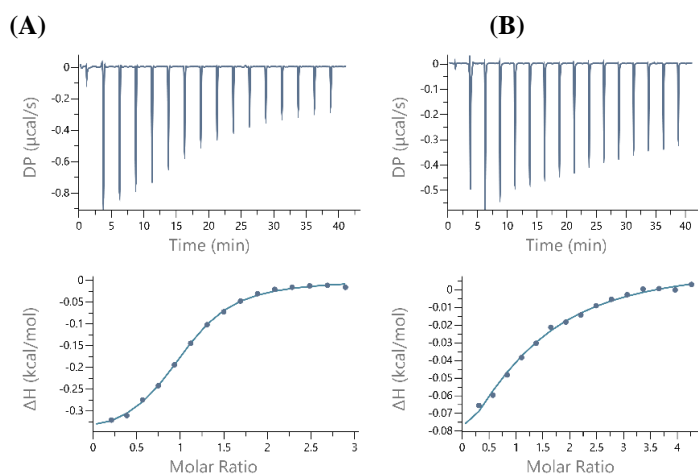 (A)
0
-0.2
-0.4
-0.6
-0.8
DP (µcal/s)
0 5 10 15 20 25 30 35 40
Time (min)
0
-0.05
-0.1
-0.15
-0.2
-0.25
-0.3
ΔH (kcal/mol)
0 0.5 1 1.5 2 2.5 3
Molar Ratio
(B)
0
-0.1
-0.2
-0.3
-0.4
-0.5
DP (µcal/s)
0 5 10 15 20 25 30 35 40
Time (min)
0
-0.01
-0.02
-0.03
-0.04
-0.05
-0.06
-0.07
-0.08
ΔH (kcal/mol)
0 0.5 1 1.5 2 2.5 3 3.5 4
Molar Ratio